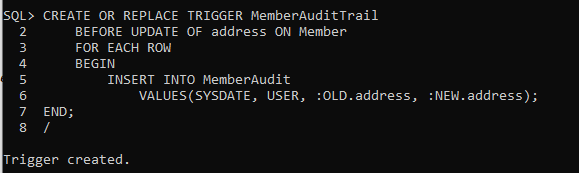 SQL> CREATE OR REPLACE TRIGGER MemberAuditTrail
  2      BEFORE UPDATE OF address ON Member
  3      FOR EACH ROW
  4      BEGIN
  5          INSERT INTO MemberAudit
  6              VALUES(SYSDATE, USER, :OLD.address, :NEW.address);
  7  END;
  8  /
Trigger created.